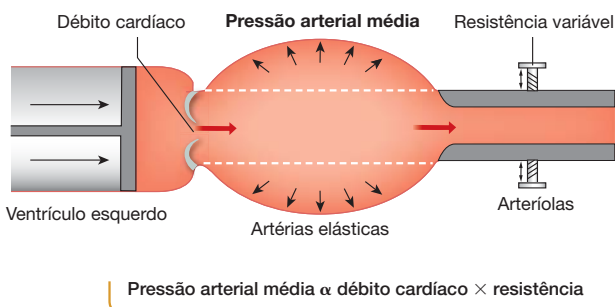 Débito cardíaco
Pressão arterial média
Resistência variável
Ventrículo esquerdo
Artérias elásticas
Arteríolas
Pressão arterial média α débito cardíaco × resistência